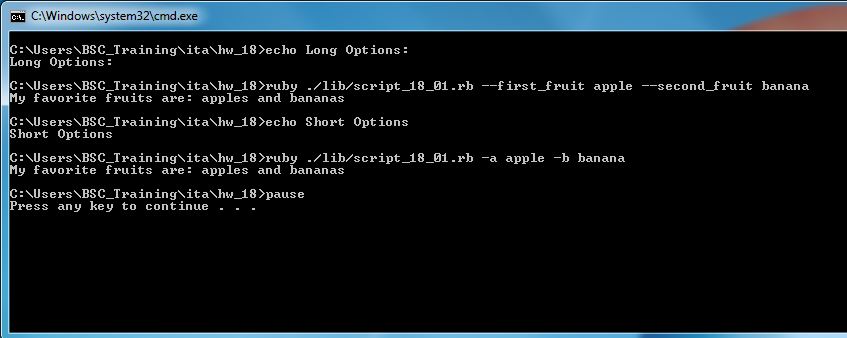 C:\Windows\system32\cmd.exe
C:\Users\BSC_Training\ita\hw_18>echo Long Options:
Long Options:
C:\Users\BSC_Training\ita\hw_18>ruby ./lib/script_18_01.rb --first_fruit apple --second_fruit banana
My favorite fruits are: apples and bananas
C:\Users\BSC_Training\ita\hw_18>echo Short Options
Short Options
C:\Users\BSC_Training\ita\hw_18>ruby ./lib/script_18_01.rb -a apple -b banana
My favorite fruits are: apples and bananas
C:\Users\BSC_Training\ita\hw_18>pause
Press any key to continue . . .